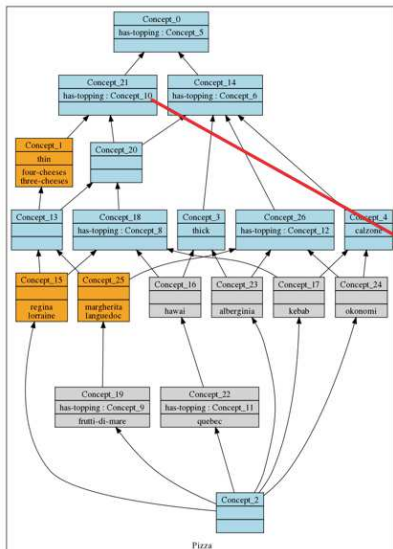 Concept_0
has-topping : Concept_5
Concept_21
has-topping : Concept_10
Concept_14
has-topping : Concept_6
Concept_1
thin
four-cheeses
three-cheeses
Concept_20
Concept_13
Concept_18
has-topping : Concept_8
Concept_3
thick
Concept_26
has-topping : Concept_12
Concept_4
calzone
Concept_15
regina
lorraine
Concept_25
margherita
languedoc
Concept_16
hawai
Concept_23
alberginia
Concept_17
kebab
Concept_24
okonomi
Concept_19
has-topping : Concept_9
frutti-di-mare
Concept_22
has-topping : Concept_11
quebec
Concept_2
Pizza